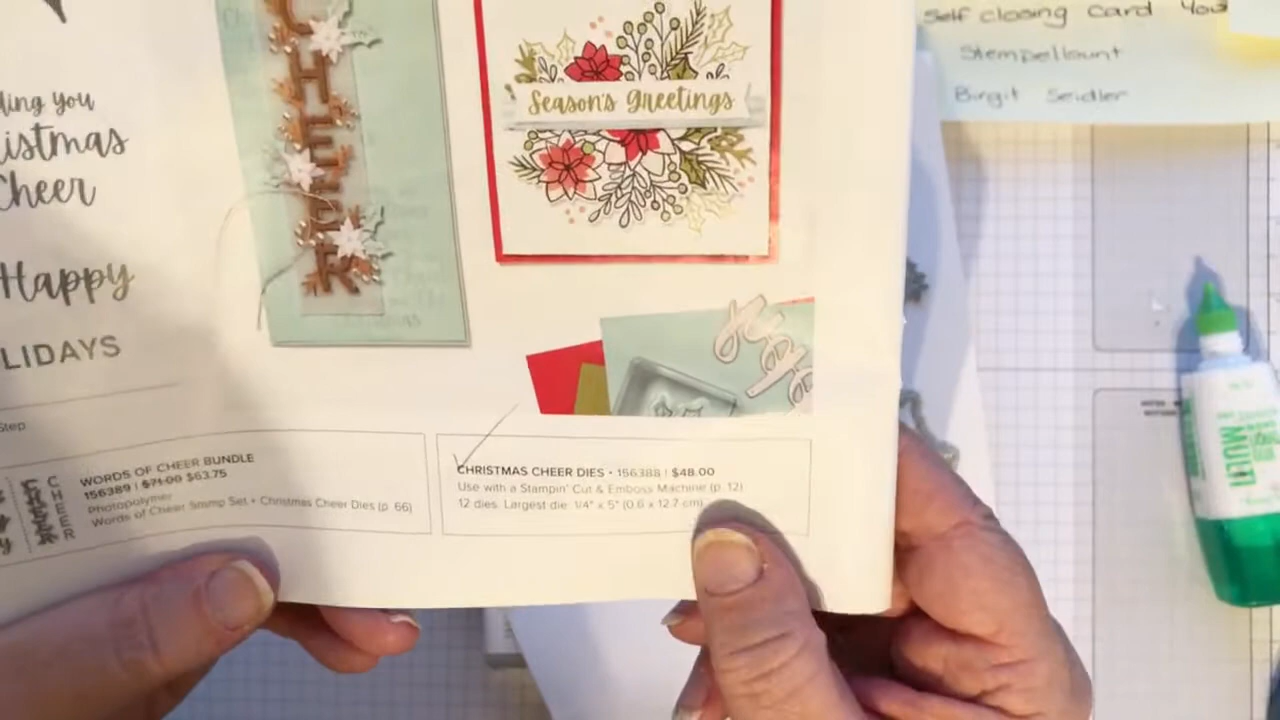 ding you
istmas
Cheer
Happy
LIDAYS
Step
CHEER
Season's Greetings
WORDS OF CHEER BUNDLE
156389 | $71.00 $63.75
Photopolymer
Words of Cheer Stamp Set + Christmas Cheer Dies (p. 66)
CHEER
CHRISTMAS CHEER DIES • 156388 | $48.00
Use with a Stampin' Cut & Emboss Machine (p. 12)
12 dies. Largest die: 1/4" x 5" (0.6 x 12.7 cm)
Self closing Card You
Birgit Seidler
MULTI